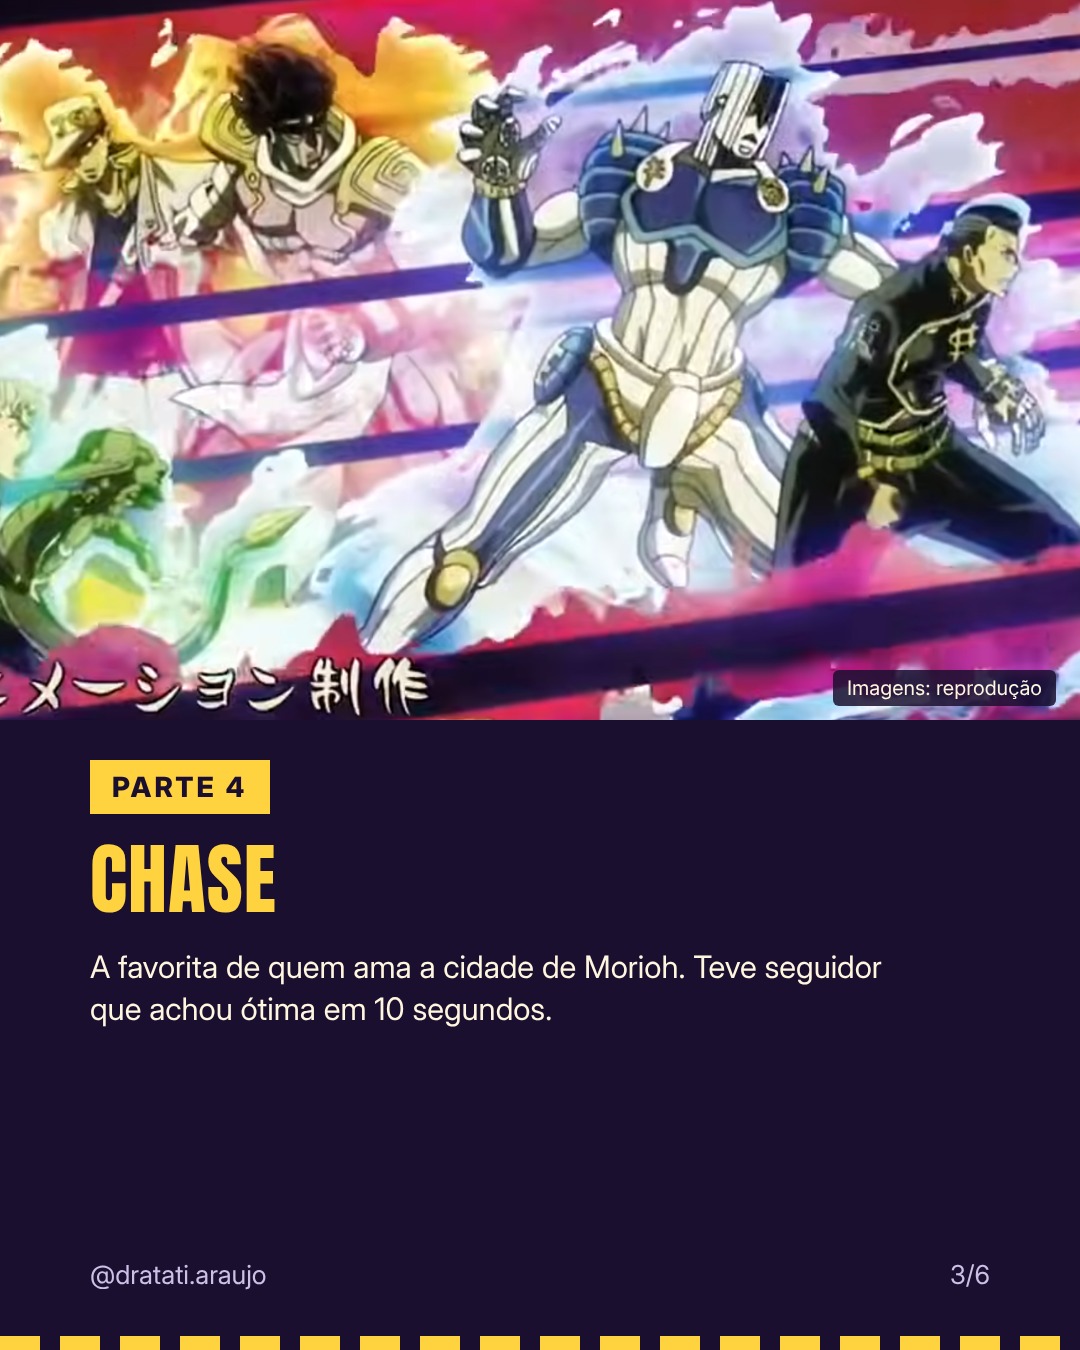 メーション制作
Imagens: reprodução
PARTE 4
CHASE
A favorita de quem ama a cidade de Morioh. Teve seguidor
que achou ótima em 10 segundos.
@dratati.araujo
3/6